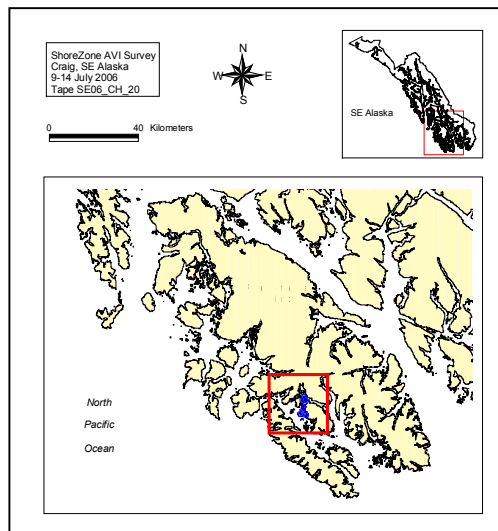 ShoreZone AVI Survey
Craig, SE Alaska
9-14 July 2006
Tape SE06_CH_20
N
W E
S
0 40 Kilometers
SE Alaska
North
Pacific
Ocean